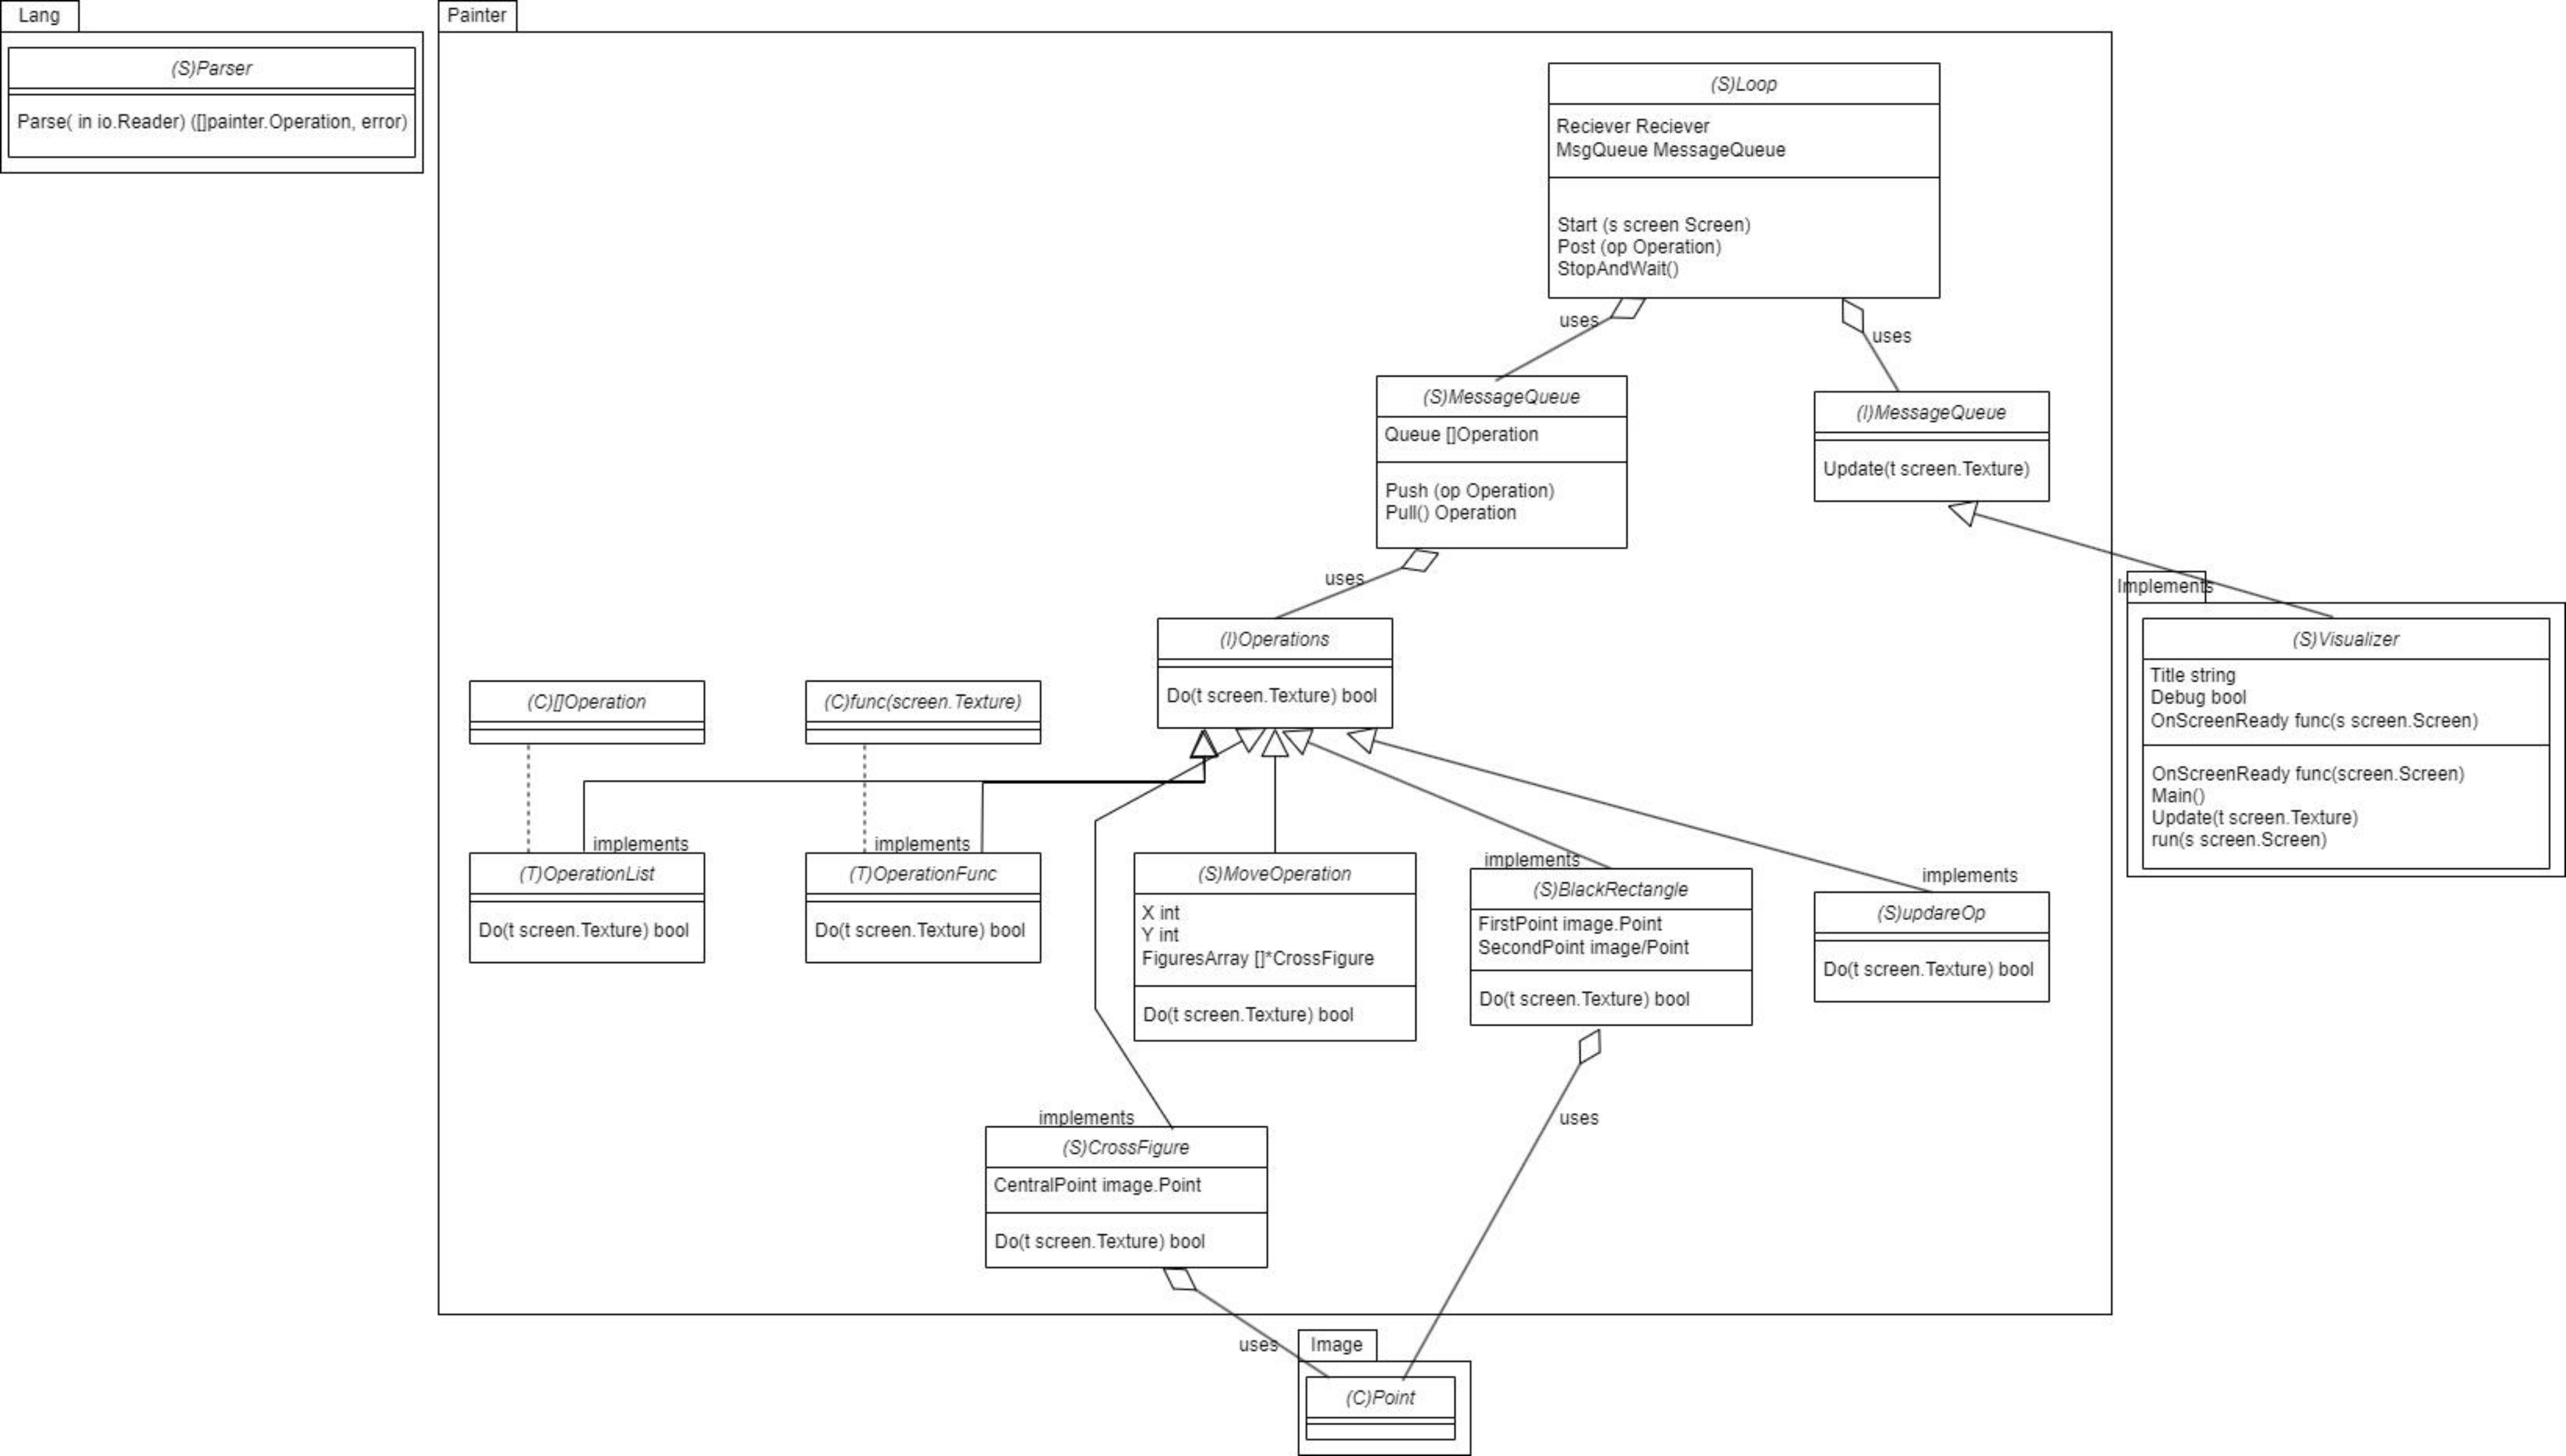 Lang
(S)Parser
Parse( in io.Reader) ([]painter.Operation, error)
Painter
(S)Loop
Reciever Reciever
MsgQueue MessageQueue
Start (s screen Screen)
Post (op Operation)
StopAndWait()
uses
uses
(S)MessageQueue
Queue []Operation
Push (op Operation)
Pull() Operation
(I)MessageQueue
Update(t screen.Texture)
uses
Implements
(S)Visualizer
Title string
Debug bool
OnScreenReady func(s screen.Screen)
OnScreenReady func(screen.Screen)
Main()
Update(t screen.Texture)
run(s screen.Screen)
(I)Operations
Do(t screen.Texture) bool
(C)[]Operation
(C)func(screen.Texture)
implements
(T)OperationList
Do(t screen.Texture) bool
implements
(T)OperationFunc
Do(t screen.Texture) bool
(S)MoveOperation
X int
Y int
FiguresArray []*CrossFigure
Do(t screen.Texture) bool
implements
(S)BlackRectangle
FirstPoint image.Point
SecondPoint image/Point
Do(t screen.Texture) bool
implements
(S)updareOp
Do(t screen.Texture) bool
implements
(S)CrossFigure
CentralPoint image.Point
Do(t screen.Texture) bool
uses
uses
Image
(C)Point